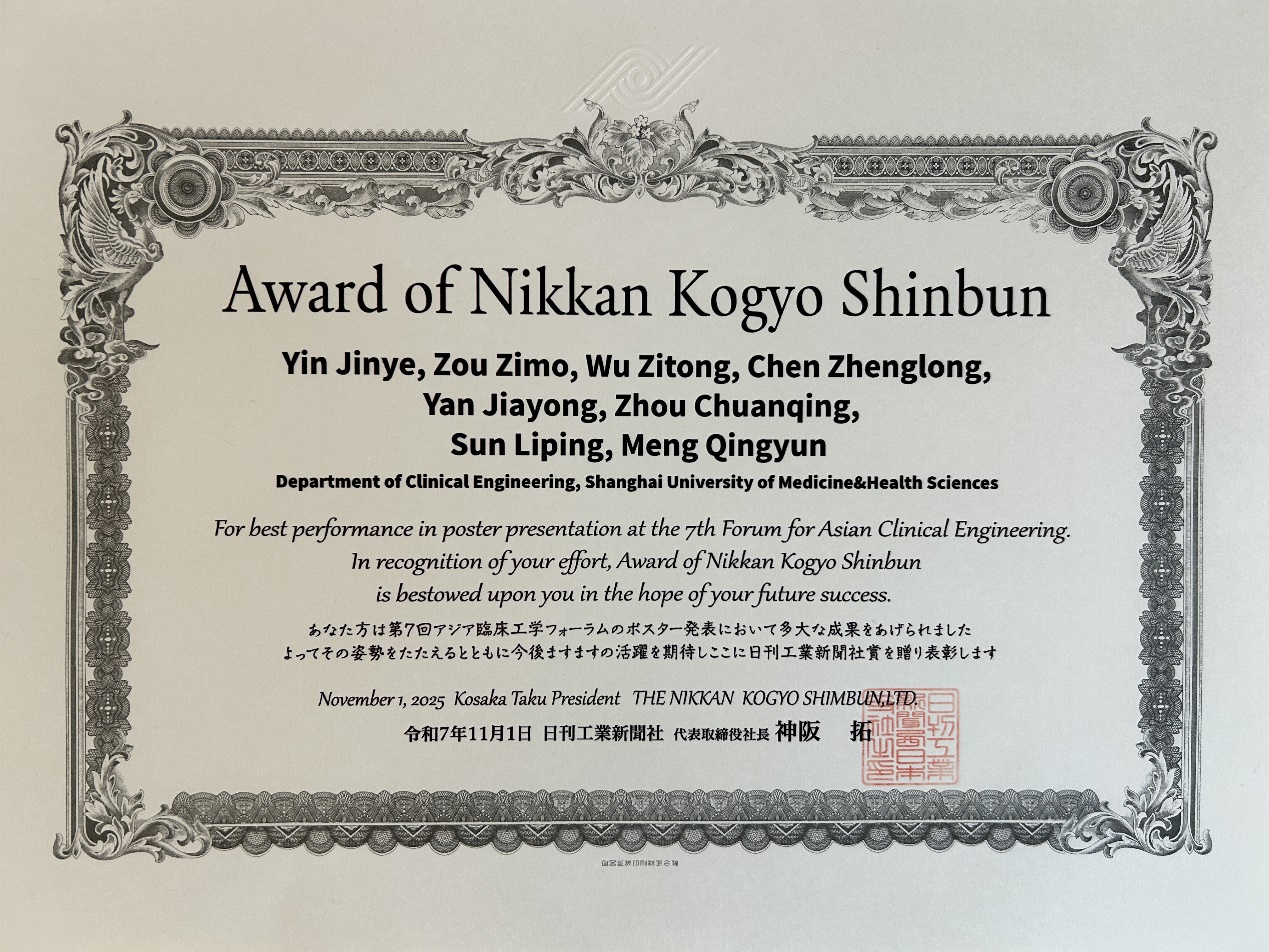 Award of Nikkan Kogyo Shinbun
Yin Jinye, Zou Zimo, Wu Zitong, Chen Zhenglong,
Yan Jiayong, Zhou Chuanqing,
Sun Liping, Meng Qingyun
Department of Clinical Engineering, Shanghai University of Medicine&Health Sciences
For best performance in poster presentation at the 7th Forum for Asian Clinical Engineering.
In recognition of your effort, Award of Nikkan Kogyo Shinbun
is bestowed upon you in the hope of your future success.
あなた方は第7回アジア臨床工学フォーラムのポスター発表において多大な成果をあげられました
よってその姿勢をたたえるとともに今後ますますの活躍を期待しここに日刊工業新聞社賞を贈り表彰します
November 1, 2025 Kosaka Taku President THE NIKKAN KOGYO SHIMBUN,LTD.
令和7年11月1日 日刊工業新聞社 代表取締役社長 神阪 拓